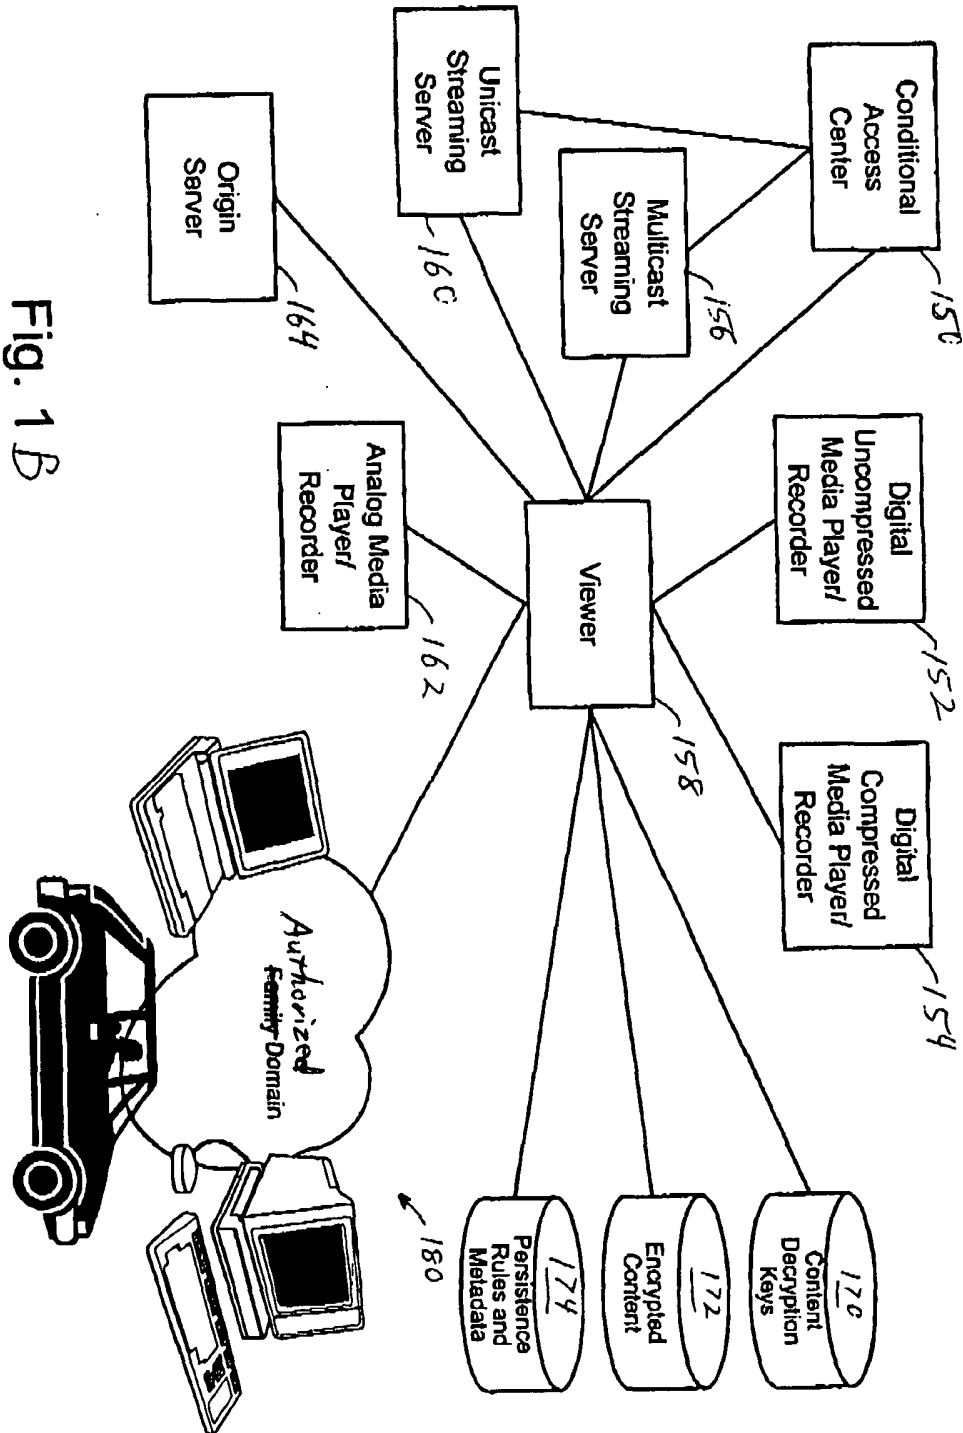 Conditional
Access
Center
150
Digital
Uncompressed
Media Player/
Recorder
152
Digital
Compressed
Media Player/
Recorder
154
Unicast
Streaming
Server
160
Multicast
Streaming
Server
156
Viewer
158
170
Content
Decryption
Keys
172
Encrypted
Content
174
Persistence
Rules and
Metadata
Origin
Server
164
Analog Media
Player/
Recorder
162
Authorized
Family Domain
180
Fig. 1 B